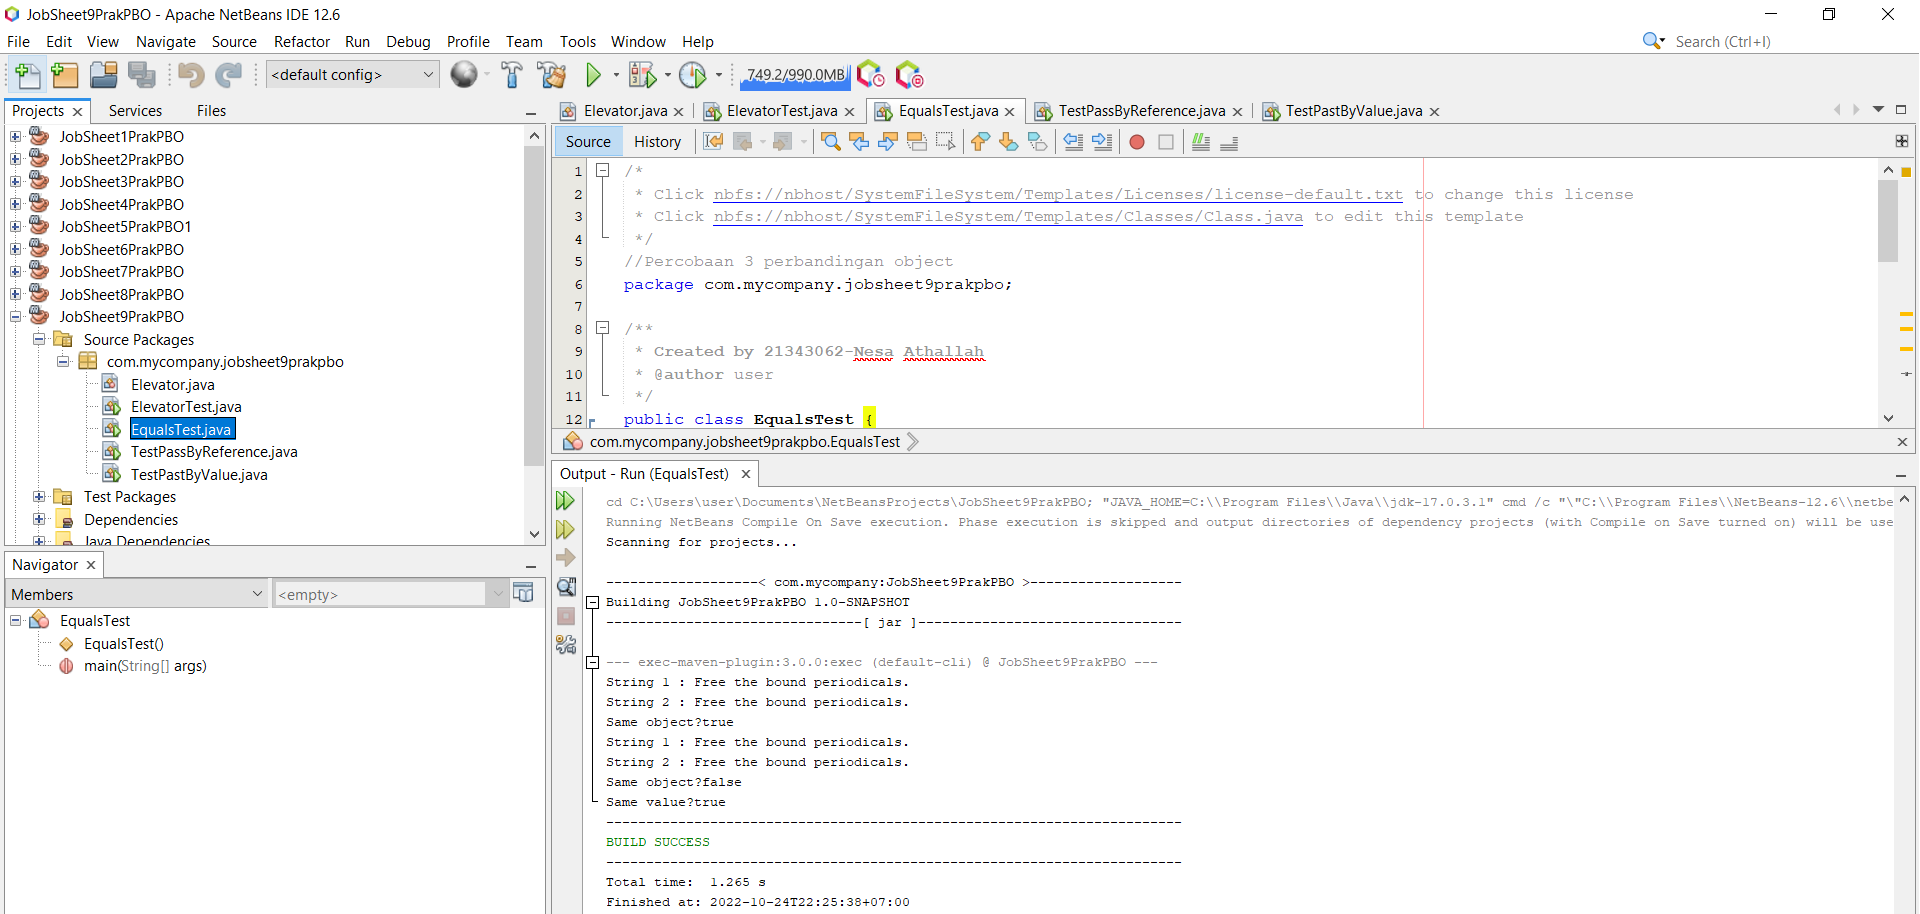 JobSheet9PrakPBO - Apache NetBeans IDE 12.6
File Edit View Navigate Source Refactor Run Debug Profile Team Tools Window Help
Search (Ctrl+I)
<default config>
749.2/990.0MB
Projects Services Files
JobSheet1PrakPBO
JobSheet2PrakPBO
JobSheet3PrakPBO
JobSheet4PrakPBO
JobSheet5PrakPBO1
JobSheet6PrakPBO
JobSheet7PrakPBO
JobSheet8PrakPBO
JobSheet9PrakPBO
Source Packages
com.mycompany.jobsheet9prakpbo
Elevator.java
ElevatorTest.java
EqualsTest.java
TestPassByReference.java
TestPastByValue.java
Test Packages
Dependencies
Java Dependencies
Navigator
Members
<empty>
EqualsTest
EqualsTest()
main(String[] args)
Elevator.java ElevatorTest.java EqualsTest.java TestPassByReference.java TestPastByValue.java
Source History
1 /*
2 * Click nbfs://nbhost/SystemFileSystem/Templates/Licenses/license-default.txt to change this license
3 * Click nbfs://nbhost/SystemFileSystem/Templates/Classes/Class.java to edit this template
4 */
5 //Percobaan 3 perbandingan object
6 package com.mycompany.jobsheet9prakpbo;
7
8 /**
9 * Created by 21343062-Nesa Athallah
10 * @author user
11 */
12 public class EqualsTest {
com.mycompany.jobsheet9prakpbo.EqualsTest
Output - Run (EqualsTest)
cd C:\Users\user\Documents\NetBeansProjects\JobSheet9PrakPBO; "JAVA_HOME=C:\\Program Files\\Java\\jdk-17.0.3.1" cmd /c "\"C:\\Program Files\\NetBeans-12.6\\netbe
Running NetBeans Compile On Save execution. Phase execution is skipped and output directories of dependency projects (with Compile on Save turned on) will be use
Scanning for projects...
-------------------< com.mycompany:JobSheet9PrakPBO >-------------------
Building JobSheet9PrakPBO 1.0-SNAPSHOT
--------------------------------[ jar ]---------------------------------
--- exec-maven-plugin:3.0.0:exec (default-cli) @ JobSheet9PrakPBO ---
String 1 : Free the bound periodicals.
String 2 : Free the bound periodicals.
Same object?true
String 1 : Free the bound periodicals.
String 2 : Free the bound periodicals.
Same object?false
Same value?true
------------------------------------------------------------------------
BUILD SUCCESS
------------------------------------------------------------------------
Total time:  1.265 s
Finished at: 2022-10-24T22:25:38+07:00